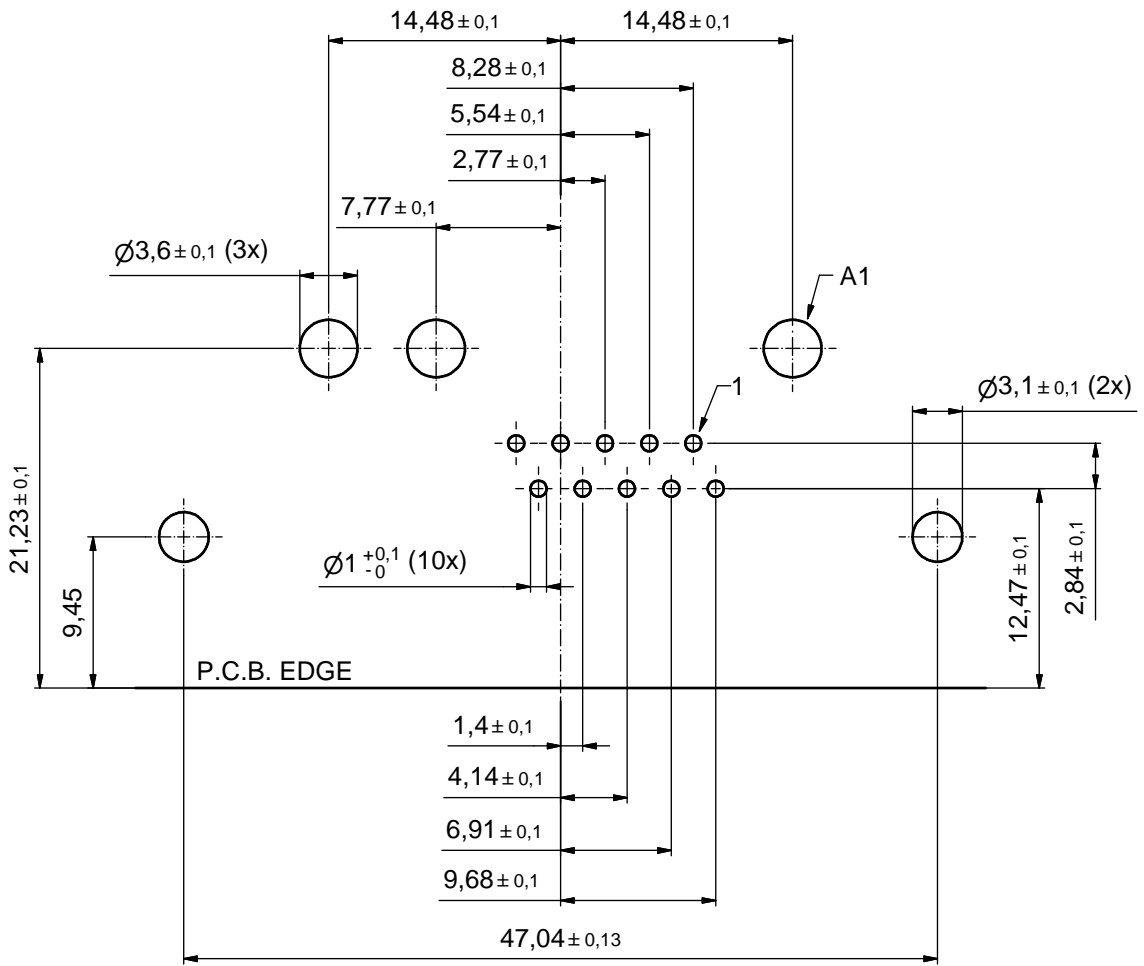 14,48 ± 0,1
14,48 ± 0,1
8,28 ± 0,1
5,54 ± 0,1
2,77 ± 0,1
7,77 ± 0,1
Ø3,6 ± 0,1 (3x)
A1
1
Ø3,1 ± 0,1 (2x)
21,23 ± 0,1
9,45
Ø1 +0,1 -0 (10x)
12,47 ± 0,1
2,84 ± 0,1
P.C.B. EDGE
1,4 ± 0,1
4,14 ± 0,1
6,91 ± 0,1
9,68 ± 0,1
47,04 ± 0,13